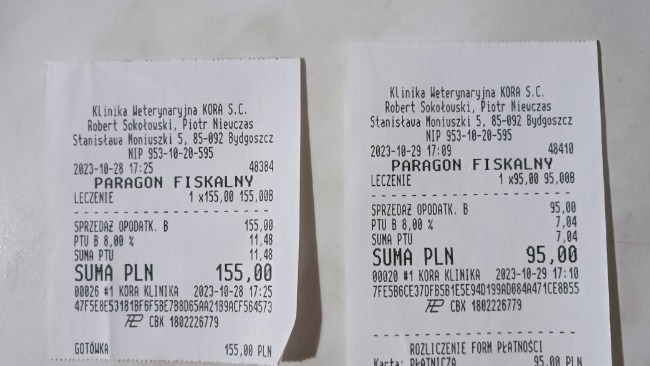 Klinika Weterynaryjna KORA S.C.
Robert Sokołowski, Piotr Niewczas
Stanisława Moniuszki 5, 85-092 Bydgoszcz
NIP 953-10-20-595
2023-10-28 17:25 48384
PARAGON FISKALNY
LECZENIE 1 x155,00 155,00B
SPRZEDAŻ OPODATK. B 155,00
PTU B 8,00 % 11,48
SUMA PTU 11,48
SUMA PLN 155,00
00026 #1 KORA KLINIKA 2023-10-28 17:25
47F5E8E531B1BF6F5BE7B8D65AA21B9ACF564573
CBX 1802226779
GOTÓWKA 155,00 PLN
Klinika Weterynaryjna KORA S.C.
Robert Sokołowski, Piotr Niewczas
Stanisława Moniuszki 5, 85-092 Bydgoszcz
NIP 953-10-20-595
2023-10-29 17:09 48410
PARAGON FISKALNY
LECZENIE 1 x95,00 95,00B
SPRZEDAŻ OPODATK. B 95,00
PTU B 8,00 % 7,04
SUMA PTU 7,04
SUMA PLN 95,00
00020 #1 KORA KLINIKA 2023-10-29 17:10
7FE5B6CE37DFB5B1E5E94D199AD084A471CE8B55
CBX 1802226779
ROZLICZENIE FORM PŁATNOŚCI
Karta: PŁATNICZA 95,00 PLN